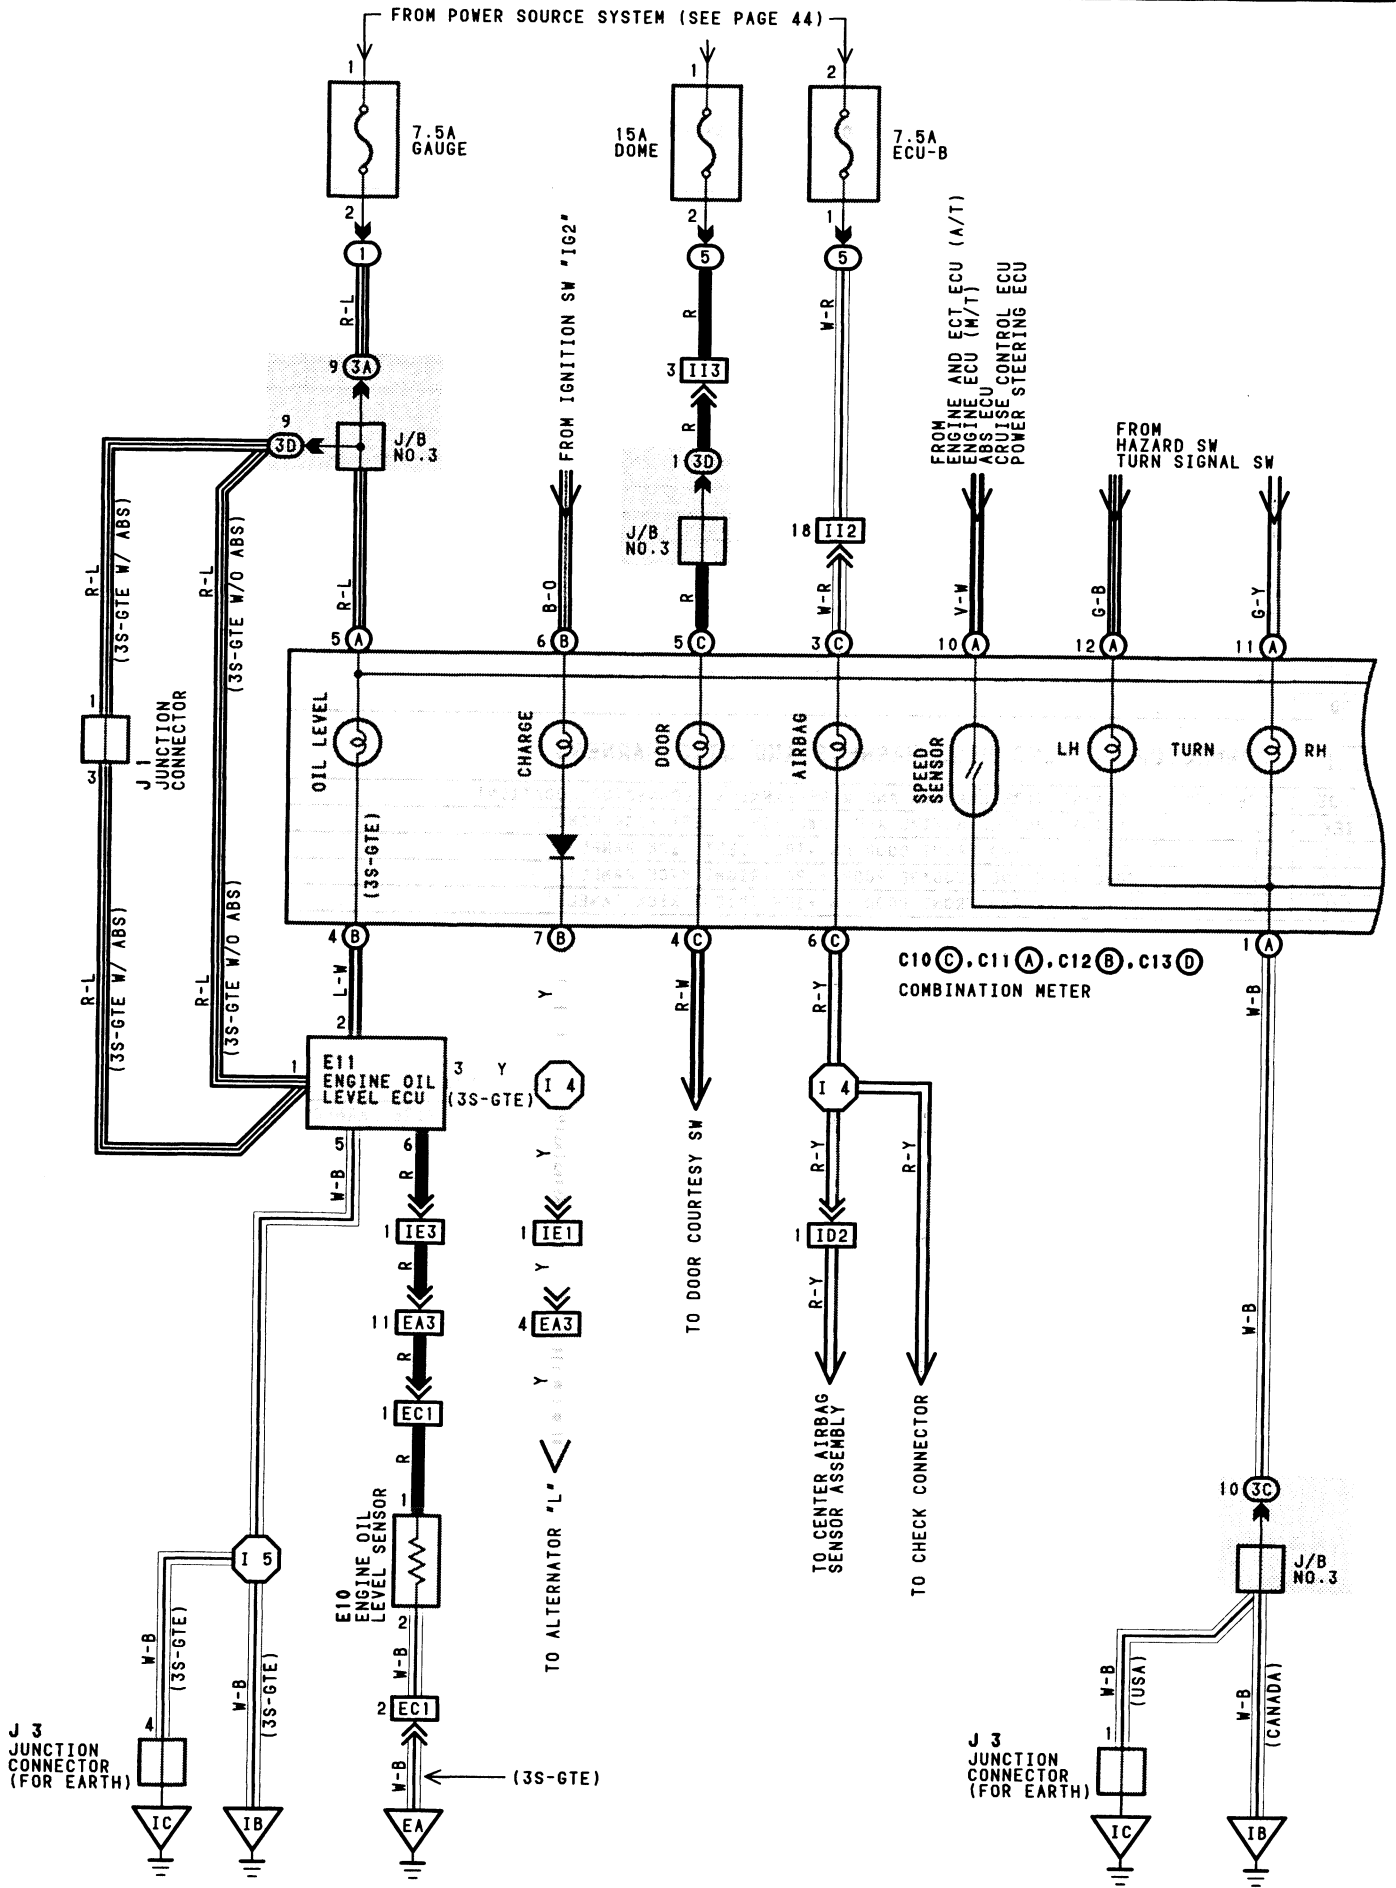 FROM POWER SOURCE SYSTEM (SEE PAGE 44)
1
1
2
7.5A
GAUGE
15A
DOME
7.5A
ECU-B
2
2
1
1
5
5
R-L
FROM IGNITION SW "IG2"
R
W-R
FROM
ENGINE AND ECT ECU (A/T)
ENGINE ECU (M/T)
ABS ECU
CRUISE CONTROL ECU
POWER STEERING ECU
9 3A
3 II3
9
3D
J/B
NO.3
R
1 3D
FROM
HAZARD SW
TURN SIGNAL SW
J/B
NO.3
18 II2
R-L
(3S-GTE W/ ABS)
R-L
(3S-GTE W/O ABS)
R-L
B-O
R
W-R
V-W
G-B
G-Y
5 A
6 B
5 C
3 C
10 A
12 A
11 A
1
3
J 1
JUNCTION
CONNECTOR
OIL LEVEL
CHARGE
DOOR
AIRBAG
SPEED
SENSOR
LH
TURN
RH
(3S-GTE)
4 B
7 B
4 C
6 C
1 A
C10 C, C11 A, C12 B, C13 D
COMBINATION METER
R-L
(3S-GTE W/ ABS)
R-L
(3S-GTE W/O ABS)
L-W
Y
R-W
R-Y
W-B
2
1
E11
ENGINE OIL
LEVEL ECU
3 Y
(3S-GTE)
I 4
I 4
5
6
W-B
R
Y
TO DOOR COURTESY SW
R-Y
R-Y
1 IE3
1 IE1
1 ID2
R
Y
R-Y
W-B
11 EA3
4 EA3
R
Y
1 EC1
TO CENTER AIRBAG
SENSOR ASSEMBLY
TO CHECK CONNECTOR
R
TO ALTERNATOR "L"
1
10 3C
E10
ENGINE OIL
LEVEL SENSOR
I 5
J/B
NO.3
2
W-B
(3S-GTE)
W-B
(3S-GTE)
W-B
W-B
(USA)
W-B
(CANADA)
2 EC1
4
J 3
JUNCTION
CONNECTOR
(FOR EARTH)
W-B
(3S-GTE)
1
J 3
JUNCTION
CONNECTOR
(FOR EARTH)
IC
IB
EA
IC
IB